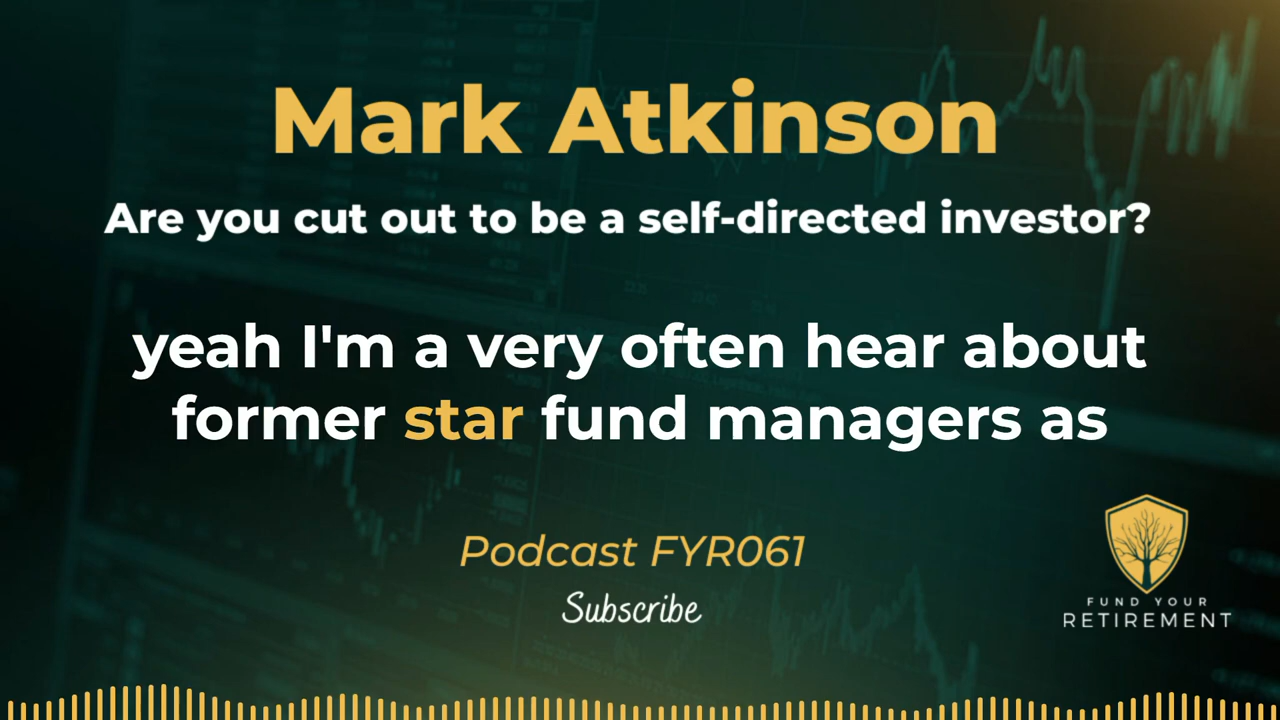 Mark Atkinson
Are you cut out to be a self-directed investor?
yeah I'm a very often hear about
former star fund managers as
Podcast FYR061
Subscribe
FUND YOUR
RETIREMENT